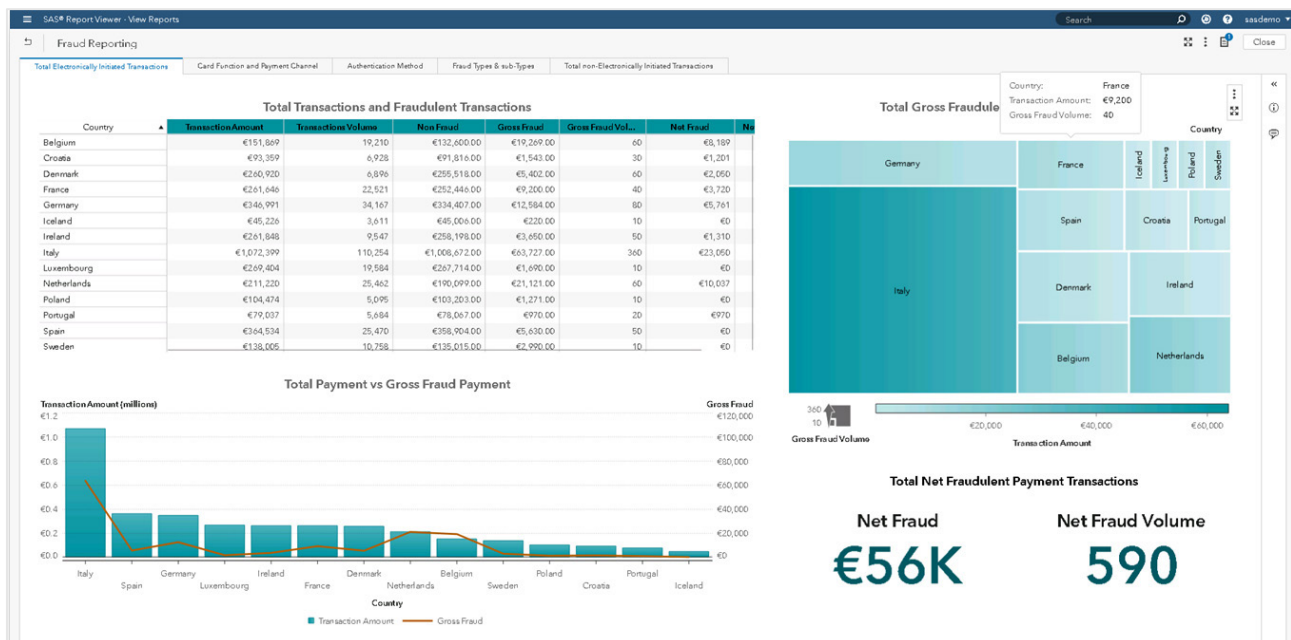 SAS® Report Viewer - View Reports
Search
sasdemo
Fraud Reporting
Close
Total Electronically Initiated Transactions
Card Function and Payment Channel
Authentication Method
Fraud Types & sub-Types
Total non-Electronically Initiated Transactions
Total Transactions and Fraudulent Transactions
Country Transaction Amount Transactions Volume Non Fraud Gross Fraud Gross Fraud Vol... Net Fraud Ne
Belgium €151,869 19,210 €132,600.00 €19,269.00 60 €8,189
Croatia €93,359 6,928 €91,816.00 €1,543.00 30 €1,201
Denmark €260,920 6,896 €255,518.00 €5,402.00 60 €2,050
France €261,646 22,521 €252,446.00 €9,200.00 40 €3,720
Germany €346,991 34,167 €334,407.00 €12,584.00 80 €5,761
Iceland €45,226 3,611 €45,006.00 €220.00 10 €0
Ireland €261,848 9,547 €258,198.00 €3,650.00 50 €1,310
Italy €1,072,399 110,254 €1,008,672.00 €63,727.00 360 €23,050
Luxembourg €269,404 19,584 €267,714.00 €1,690.00 10 €0
Netherlands €211,220 25,462 €190,099.00 €21,121.00 60 €10,037
Poland €104,474 5,095 €103,203.00 €1,271.00 10 €0
Portugal €79,037 5,684 €78,067.00 €970.00 20 €970
Spain €364,534 25,470 €358,904.00 €5,630.00 50 €0
Sweden €138,005 10,758 €135,015.00 €2,990.00 10 €0
Total Gross Fraudule
Country: France
Transaction Amount: €9,200
Gross Fraud Volume: 40
Country
Germany
France
Iceland
Luxembourg
Poland
Sweden
Spain
Croatia
Portugal
Italy
Denmark
Ireland
Belgium
Netherlands
360
10
Gross Fraud Volume
€20,000 €40,000 €60,000
Transaction Amount
Total Payment vs Gross Fraud Payment
Transaction Amount (millions) Gross Fraud
€1.2 €120,000
€1.0 €100,000
€0.8 €80,000
€0.6 €60,000
€0.4 €40,000
€0.2 €20,000
€0.0 €0
Italy Germany Ireland Denmark Belgium Poland Portugal
Spain Luxembourg France Netherlands Sweden Croatia Iceland
Country
Transaction Amount Gross Fraud
Total Net Fraudulent Payment Transactions
Net Fraud Net Fraud Volume
€56K 590